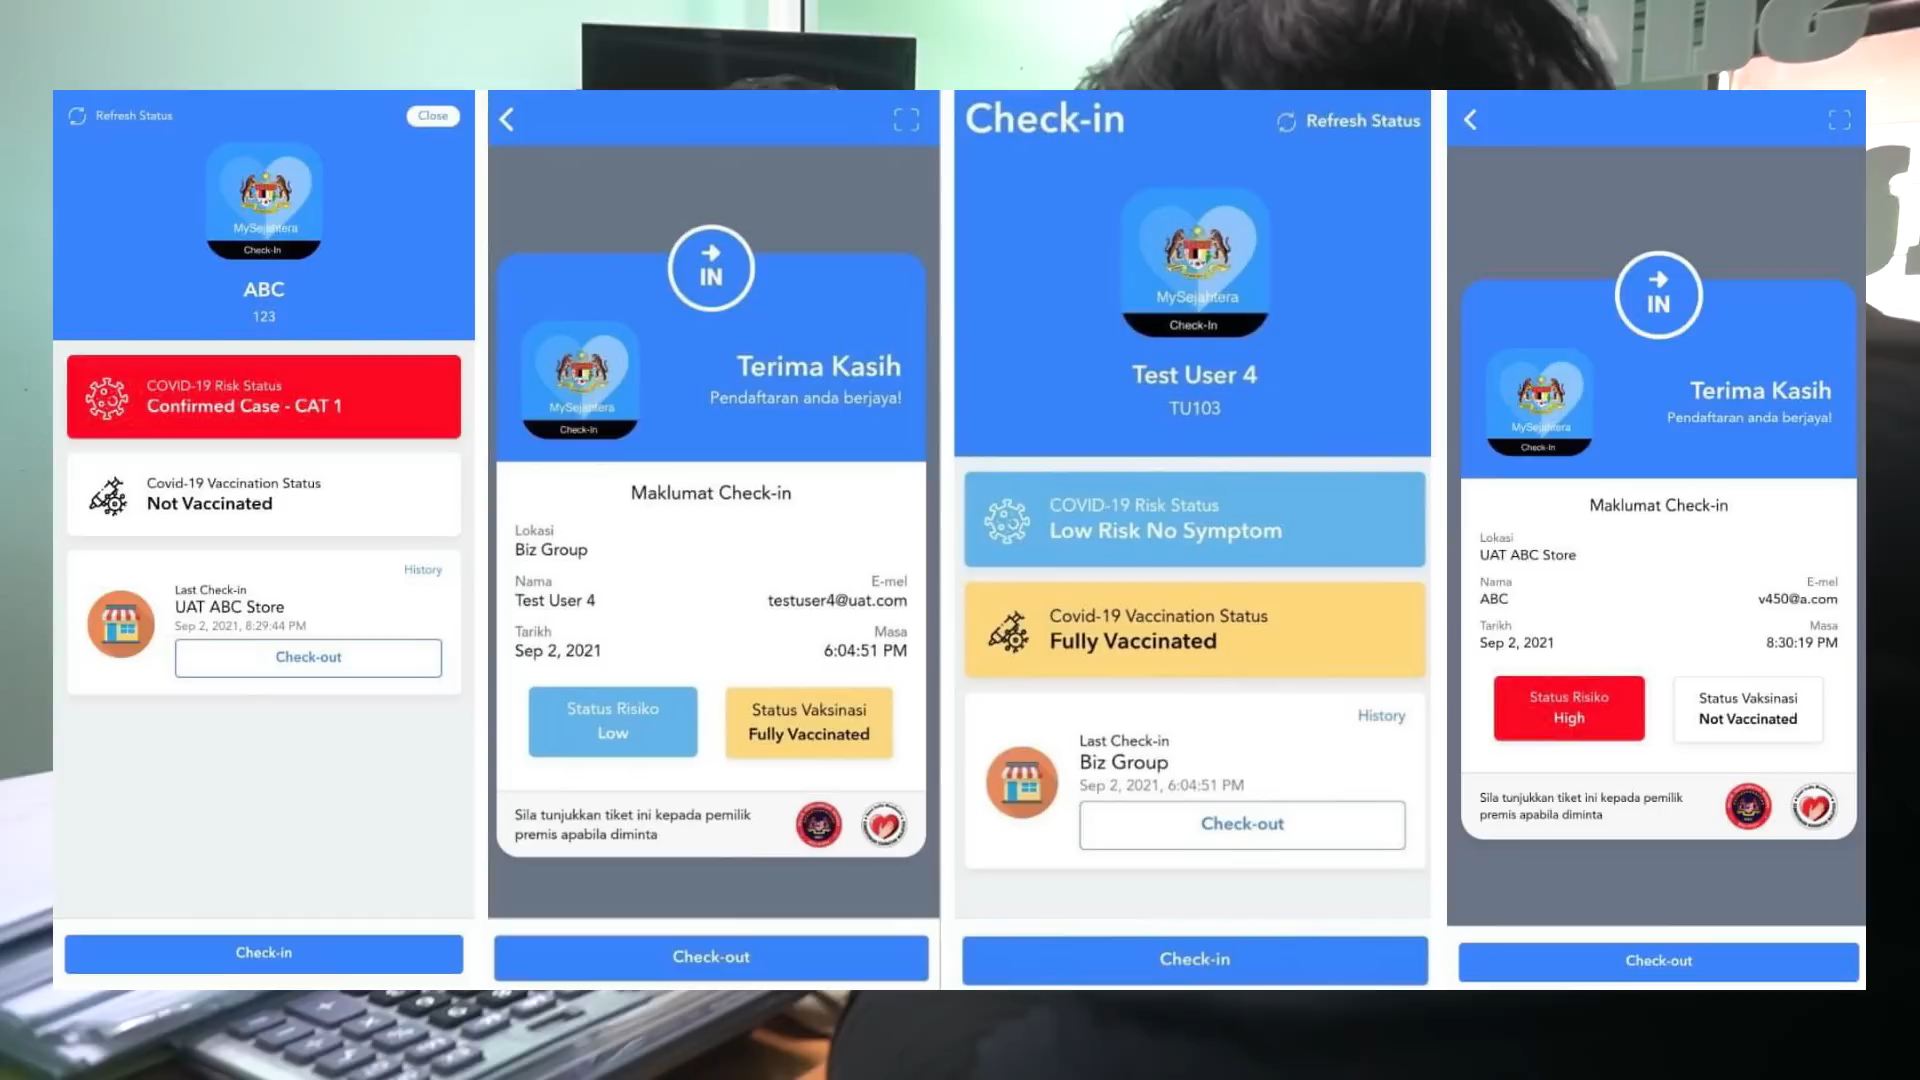 Refresh Status
Close
MySejahtera
Check-In
ABC
123
COVID-19 Risk Status
Confirmed Case - CAT 1
Covid-19 Vaccination Status
Not Vaccinated
History
Last Check-in
UAT ABC Store
Sep 2, 2021, 8:29:44 PM
Check-out
Check-in
IN
MySejahtera
Check-In
Terima Kasih
Pendaftaran anda berjaya!
Maklumat Check-in
Lokasi
Biz Group
Nama
E-mel
Test User 4
testuser4@uat.com
Tarikh
Masa
Sep 2, 2021
6:04:51 PM
Status Risiko
Low
Status Vaksinasi
Fully Vaccinated
Sila tunjukkan tiket ini kepada pemilik
premis apabila diminta
Check-out
Check-in
Refresh Status
MySejahtera
Check-In
Test User 4
TU103
COVID-19 Risk Status
Low Risk No Symptom
Covid-19 Vaccination Status
Fully Vaccinated
History
Last Check-in
Biz Group
Sep 2, 2021, 6:04:51 PM
Check-out
Check-in
IN
MySejahtera
Check-In
Terima Kasih
Pendaftaran anda berjaya!
Maklumat Check-in
Lokasi
UAT ABC Store
Nama
E-mel
ABC
v450@a.com
Tarikh
Masa
Sep 2, 2021
8:30:19 PM
Status Risiko
High
Status Vaksinasi
Not Vaccinated
Sila tunjukkan tiket ini kepada pemilik
premis apabila diminta
Check-out